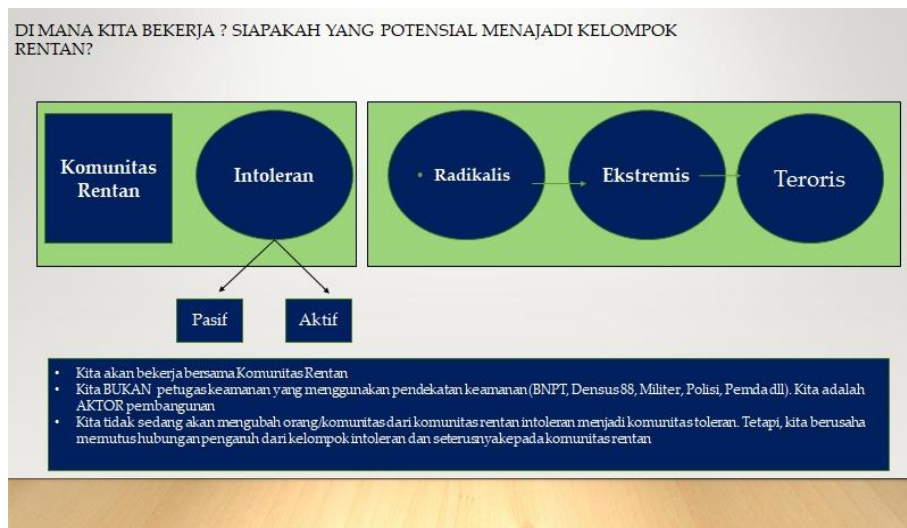 DI MANA KITA BEKERJA ? SIAPAKAH YANG POTENSIAL MENAJADI KELOMPOK
RENTAN?
Komunitas
Rentan
Intoleran
• Radikalis
Ekstremis
Teroris
Pasif
Aktif
• Kita akan bekerja bersama Komunitas Rentan
• Kita BUKAN petugas keamanan yang menggunakan pendekatan keamanan (BNPT, Densus 88, Militer, Polisi, Pemda dll). Kita adalah
AKTOR pembangunan
• Kita tidak sedang akan mengubah orang/komunitas dari komunitas rentan intoleran menjadi komunitas toleran. Tetapi, kita berusaha
memutus hubungan pengaruh dari kelompok intoleran dan seterusnya kepada komunitas rentan